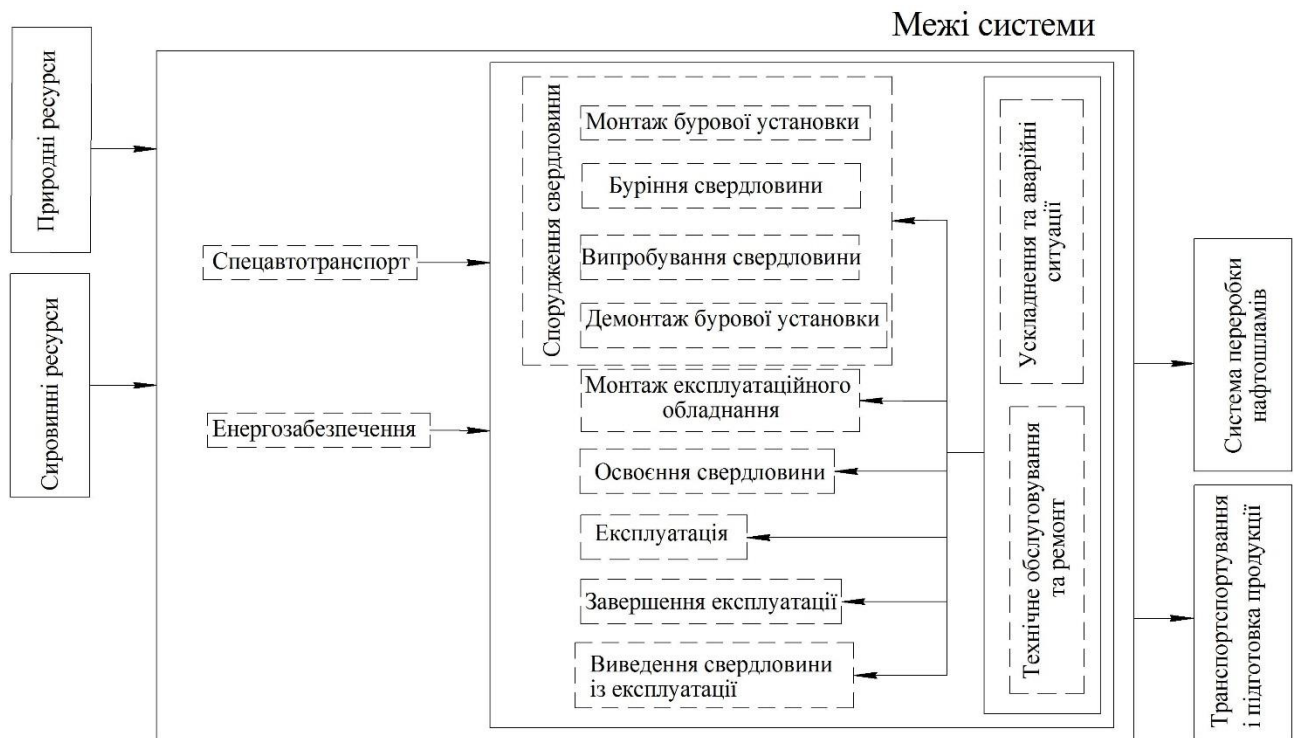 Межі системи
Природні ресурси
Сировинні ресурси
Спецавтотранспорт
Енергозабезпечення
Спорудження свердловини
Монтаж бурової установки
Буріння свердловини
Випробування свердловини
Демонтаж бурової установки
Монтаж експлуатаційного
обладнання
Освоєння свердловини
Експлуатація
Завершення експлуатації
Виведення свердловини
із експлуатації
Ускладнення та аварійні
ситуації
Технічне обслуговування
та ремонт
Система переробки
нафтошламів
Транспортспортування
і підготовка продукції